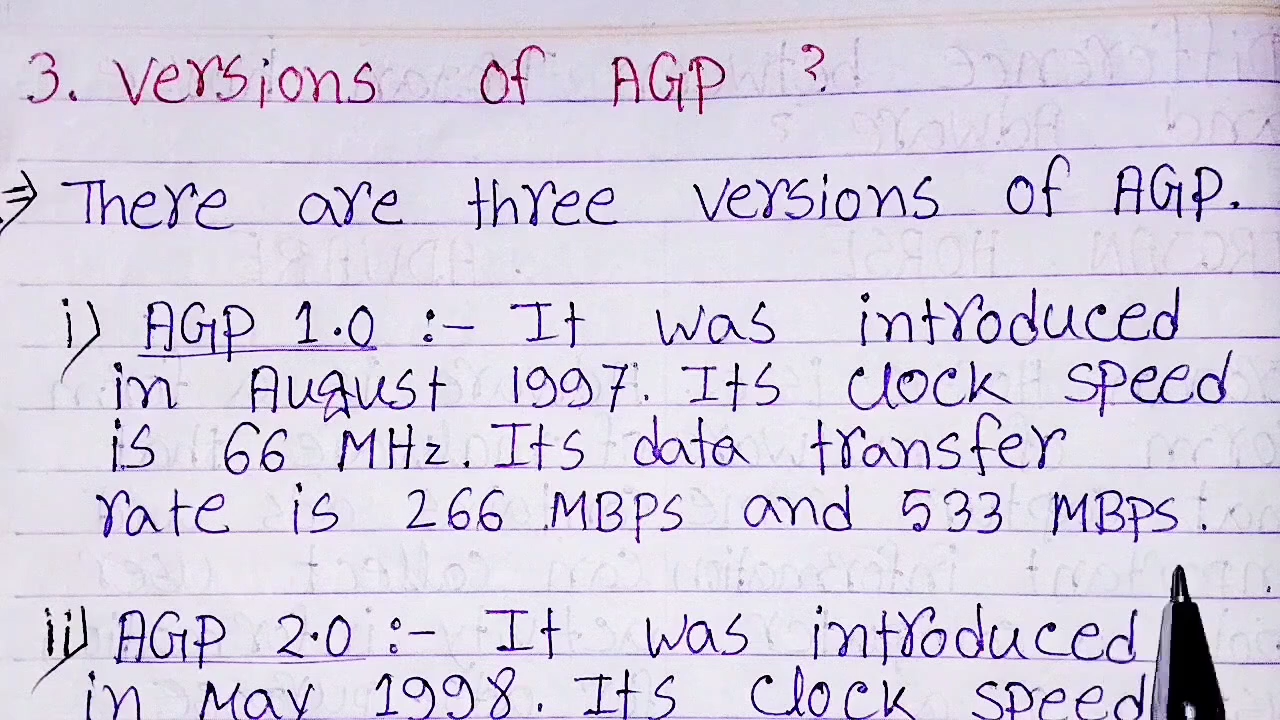 3. Versions of AGP ?
⇒ There are three versions of AGP.
i) AGP 1.0 :- It was introduced
in August 1997. Its clock speed
is 66 MHz. Its data transfer
rate is 266 MBPS and 533 MBPS.
ii) AGP 2.0 :- It was introduced
in May 1998. Its clock speed